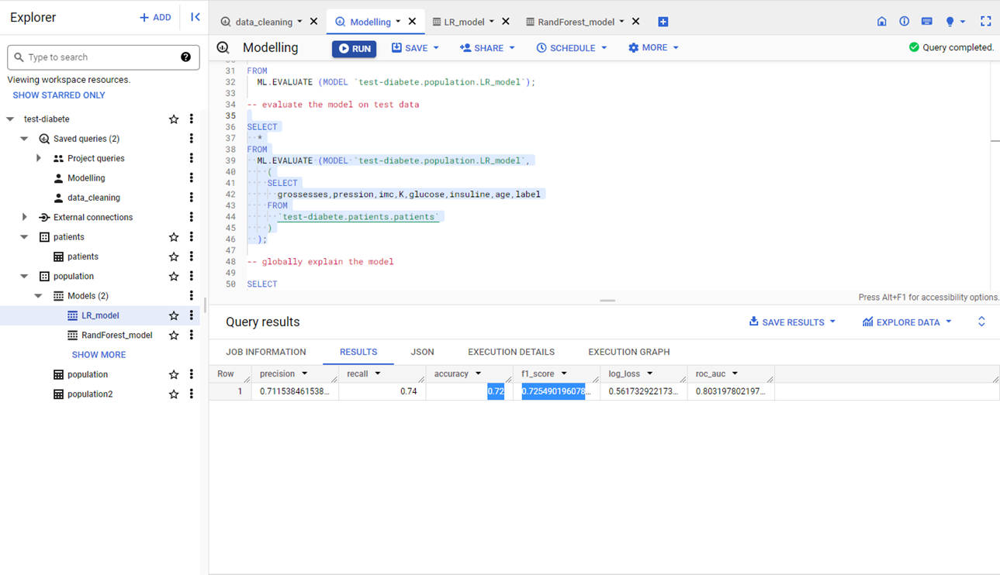 Explorer
+ ADD
data_cleaning
Modelling
LR_model
RandForest_model
Type to search
Viewing workspace resources.
SHOW STARRED ONLY
test-diabete
Saved queries (2)
Project queries
Modelling
data_cleaning
External connections
patients
patients
population
Models (2)
LR_model
RandForest_model
SHOW MORE
population
population2
Modelling
RUN
SAVE
SHARE
SCHEDULE
MORE
Query completed.
31 FROM
32 ML.EVALUATE (MODEL `test-diabete.population.LR_model`);
33
34 -- evaluate the model on test data
35
36 SELECT
37 *
38 FROM
39 ML.EVALUATE (MODEL `test-diabete.population.LR_model`,
40 (
41 SELECT
42 grossesses,pression,imc,K,glucose,insuline,age,label
43 FROM
44 `test-diabete.patients.patients`
45 )
46 );
47
48 -- globally explain the model
49
50 SELECT
Press Alt+F1 for accessibility options.
Query results
SAVE RESULTS
EXPLORE DATA
JOB INFORMATION RESULTS JSON EXECUTION DETAILS EXECUTION GRAPH
Row precision recall accuracy f1_score log_loss roc_auc
1 0.711538461538... 0.74 0.72 0.725490196078... 0.561732922173... 0.803197802197...